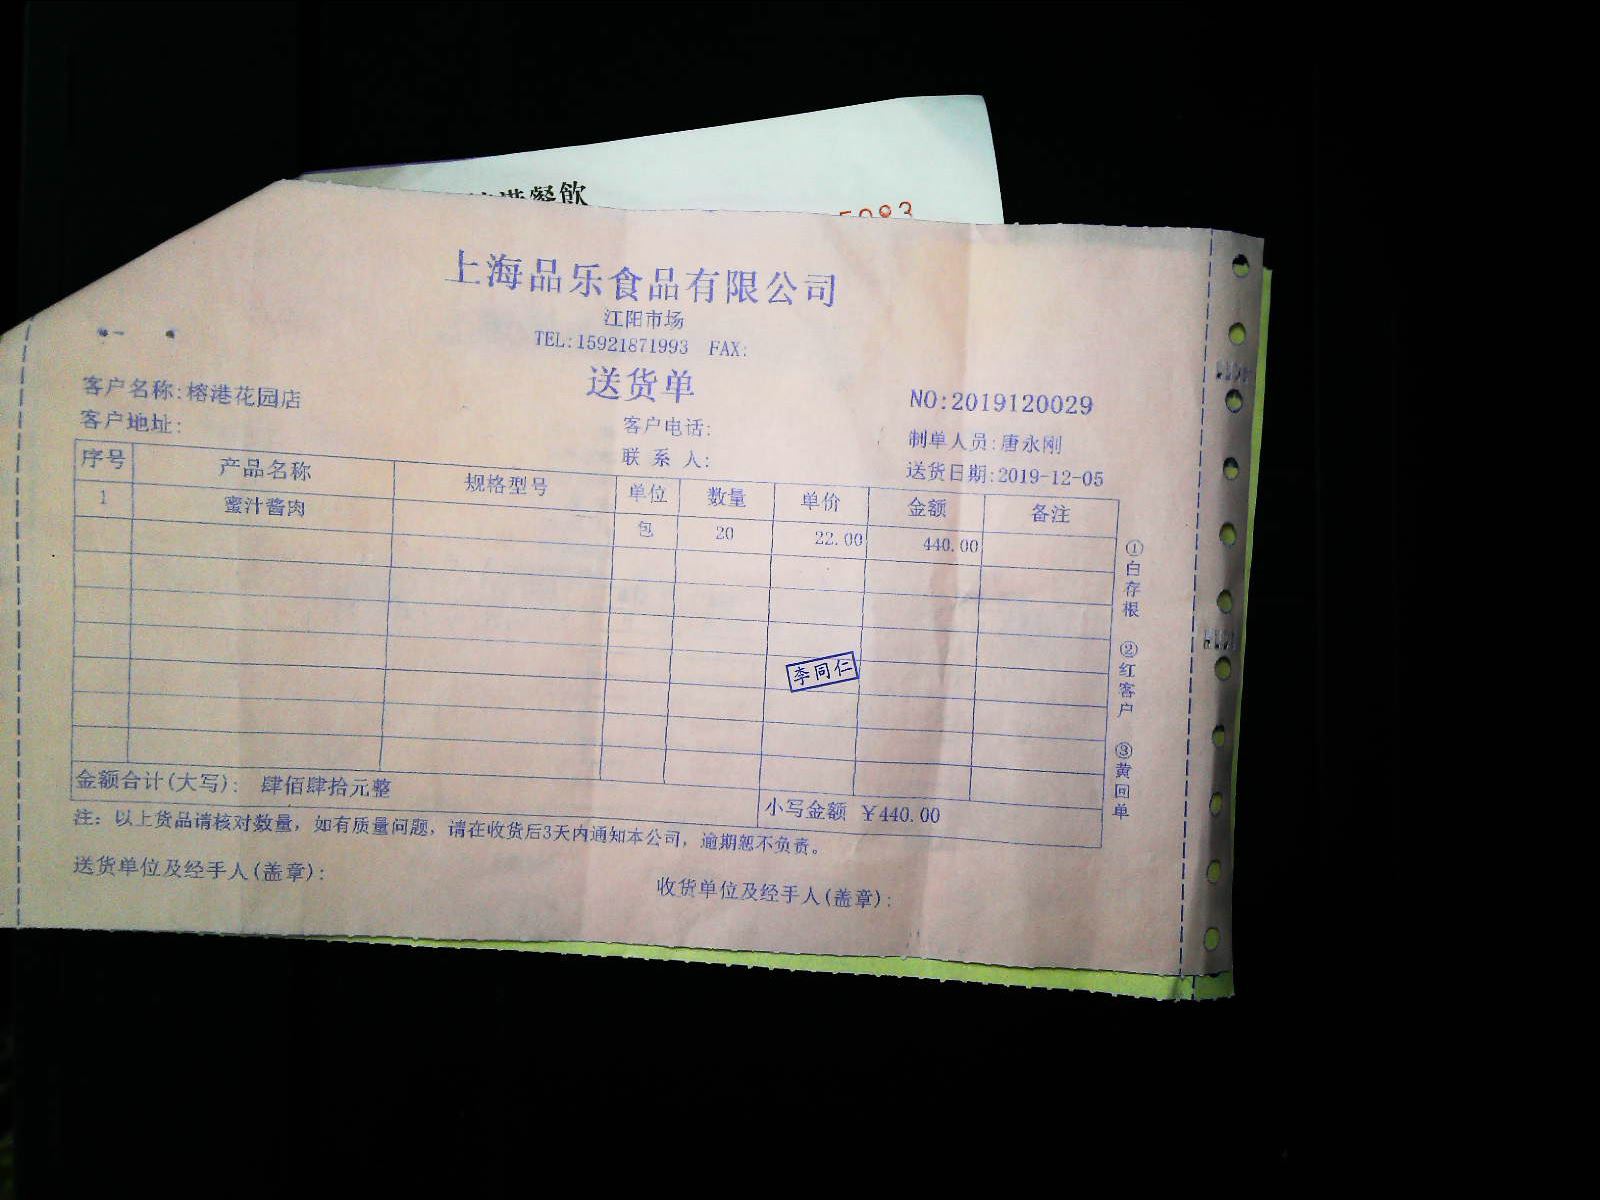 餐飲
5083
上海品乐食品有限公司
江阳市场
TEL:15921871993 FAX:
送货单
客户名称:榕港花园店
NO:2019120029
客户地址:
客户电话:
制单人员:唐永刚
联系人:
送货日期:2019-12-05
序号 产品名称 规格型号 单位 数量 单价 金额 备注
1 蜜汁酱肉 包 20 22.00 440.00
李同仁
金额合计(大写): 肆佰肆拾元整
小写金额 ¥440.00
注：以上货品请核对数量，如有质量问题，请在收货后3天内通知本公司，逾期恕不负责。
送货单位及经手人(盖章):
收货单位及经手人(盖章):
①白存根 ②红客户 ③黄回单